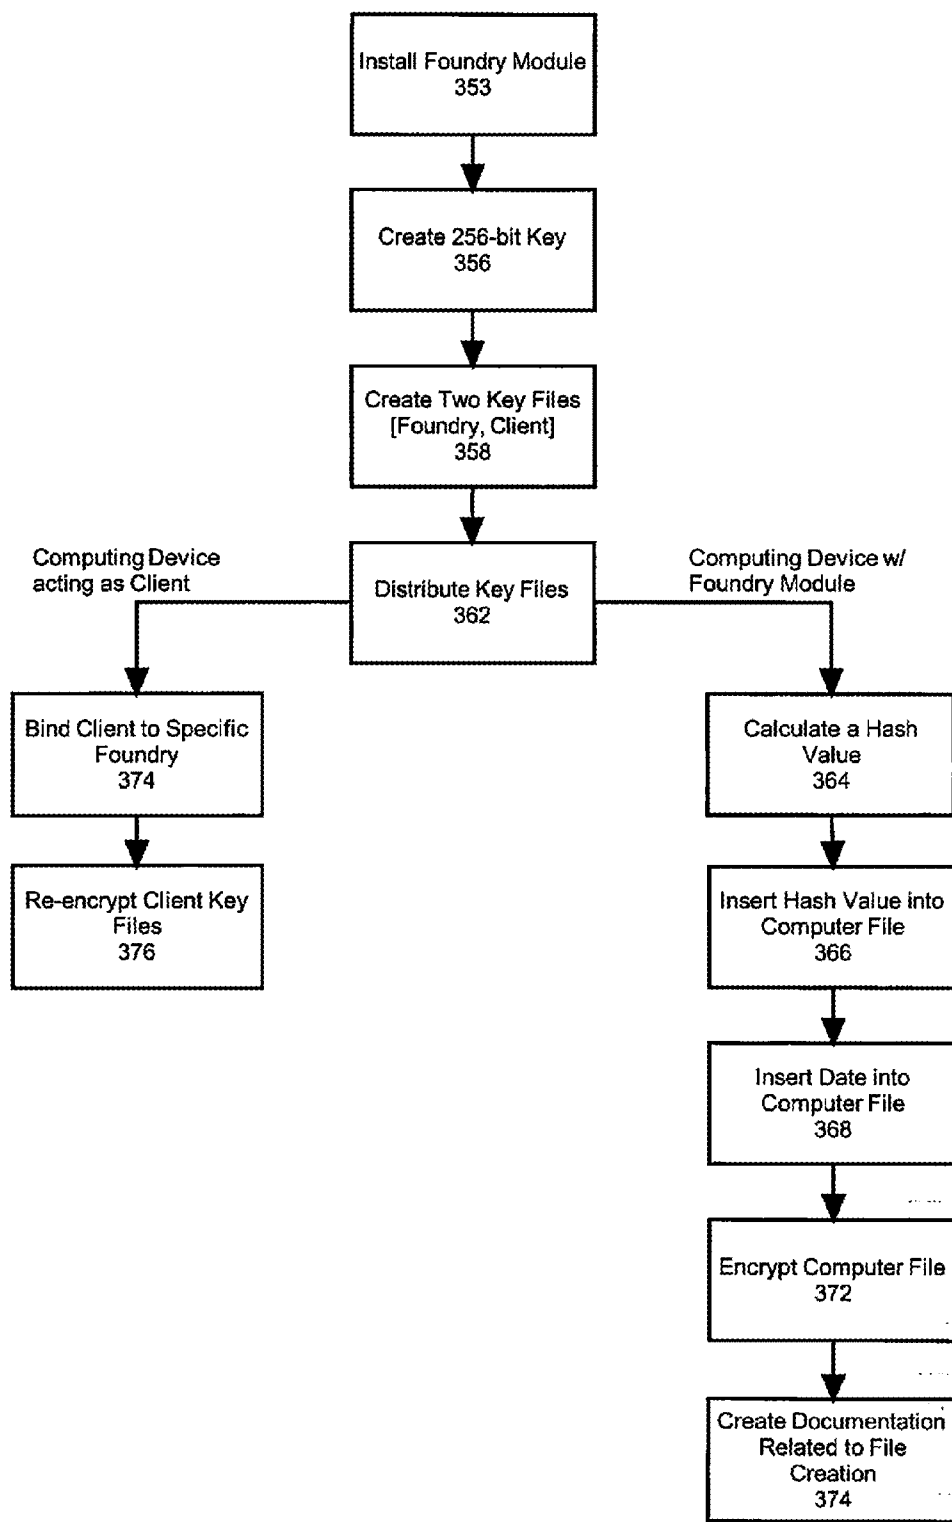 Install Foundry Module
353
Create 256-bit Key
356
Create Two Key Files
[Foundry, Client]
358
Computing Device
acting as Client
Distribute Key Files
362
Computing Device w/
Foundry Module
Bind Client to Specific
Foundry
374
Calculate a Hash
Value
364
Re-encrypt Client Key
Files
376
Insert Hash Value into
Computer File
366
Insert Date into
Computer File
368
Encrypt Computer File
372
Create Documentation
Related to File
Creation
374